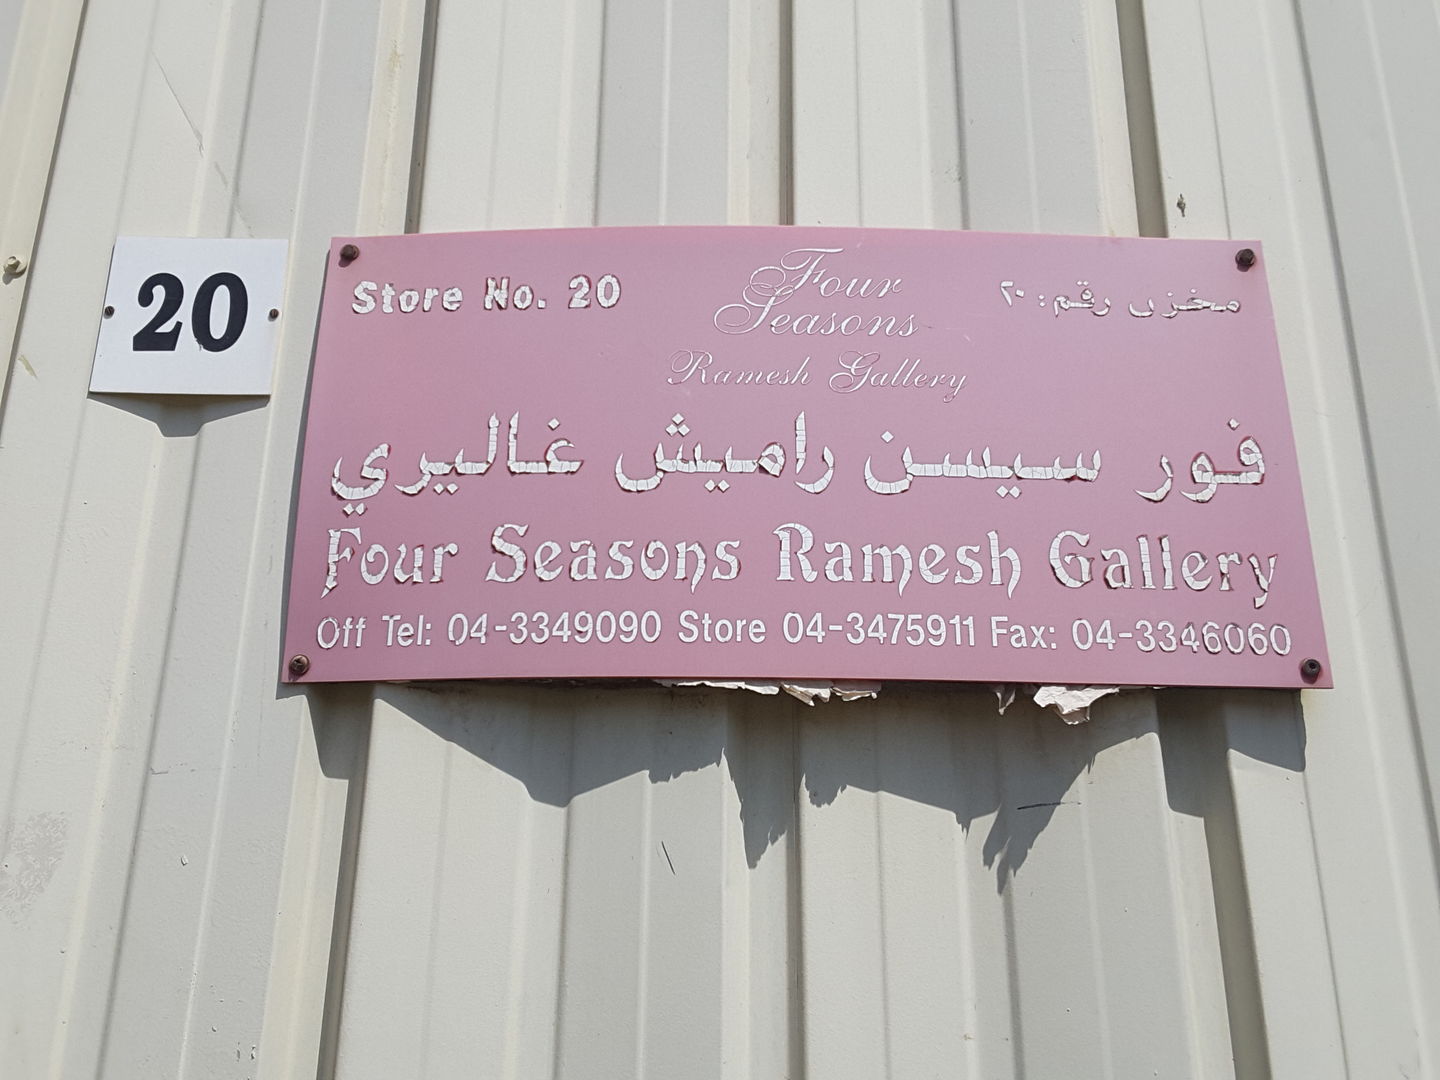 20
Store No. 20
Four
Seasons
Ramesh Gallery
مخزن رقم: ٢٠
فور سيسن راميش غاليري
Four Seasons Ramesh Gallery
Off Tel: 04-3349090 Store 04-3475911 Fax: 04-3346060